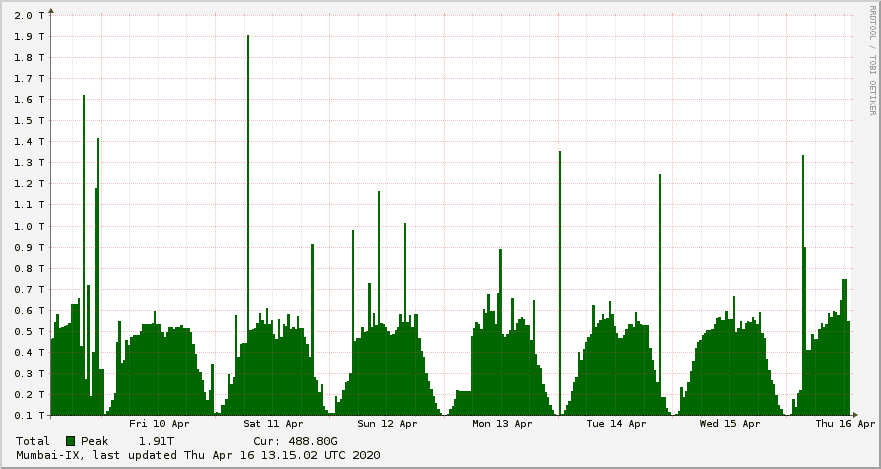 2.0 T
1.9 T
1.8 T
1.7 T
1.6 T
1.5 T
1.4 T
1.3 T
1.2 T
1.1 T
1.0 T
0.9 T
0.8 T
0.7 T
0.6 T
0.5 T
0.4 T
0.3 T
0.2 T
0.1 T
Fri 10 Apr Sat 11 Apr Sun 12 Apr Mon 13 Apr Tue 14 Apr Wed 15 Apr Thu 16 Apr
Total Peak 1.91T Cur: 488.80G
Mumbai-IX, last updated Thu Apr 16 13.15.02 UTC 2020
RRDTOOL / TOBI OETIKER